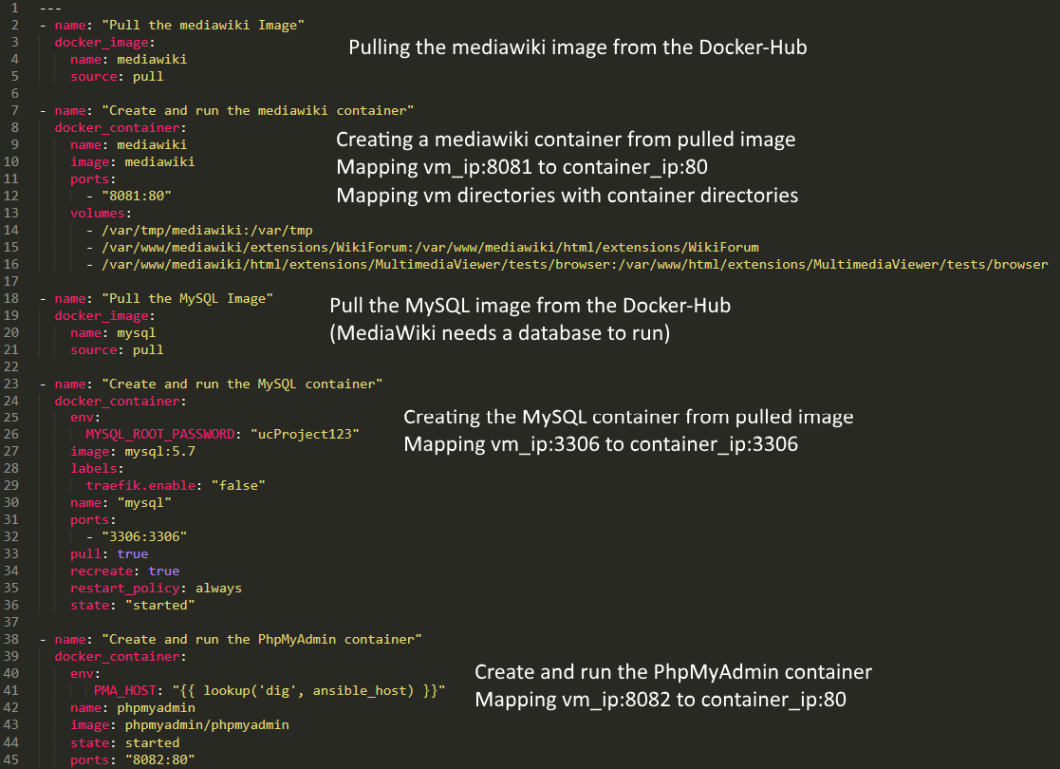 1 ---
2 - name: "Pull the mediawiki Image"
3 docker_image: Pulling the mediawiki image from the Docker-Hub
4 name: mediawiki
5 source: pull
6
7 - name: "Create and run the mediawiki container"
8 docker_container: Creating a mediawiki container from pulled image
9 name: mediawiki
10 image: mediawiki Mapping vm_ip:8081 to container_ip:80
11 ports:
12 - "8081:80" Mapping vm directories with container directories
13 volumes:
14 - /var/tmp/mediawiki:/var/tmp
15 - /var/www/mediawiki/extensions/WikiForum:/var/www/mediawiki/html/extensions/WikiForum
16 - /var/www/mediawiki/html/extensions/MultimediaViewer/tests/browser:/var/www/html/extensions/MultimediaViewer/tests/browser
17
18 - name: "Pull the MySQL Image" Pull the MySQL image from the Docker-Hub
19 docker_image:
20 name: mysql (MediaWiki needs a database to run)
21 source: pull
22
23 - name: "Create and run the MySQL container"
24 docker_container:
25 env: Creating the MySQL container from pulled image
26 MYSQL_ROOT_PASSWORD: "ucProject123"
27 image: mysql:5.7 Mapping vm_ip:3306 to container_ip:3306
28 labels:
29 traefik.enable: "false"
30 name: "mysql"
31 ports:
32 - "3306:3306"
33 pull: true
34 recreate: true
35 restart_policy: always
36 state: "started"
37
38 - name: "Create and run the PhpMyAdmin container"
39 docker_container:
40 env: Create and run the PhpMyAdmin container
41 PMA_HOST: "{{ lookup('dig', ansible_host) }}"
42 name: phpmyadmin Mapping vm_ip:8082 to container_ip:80
43 image: phpmyadmin/phpmyadmin
44 state: started
45 ports: "8082:80"